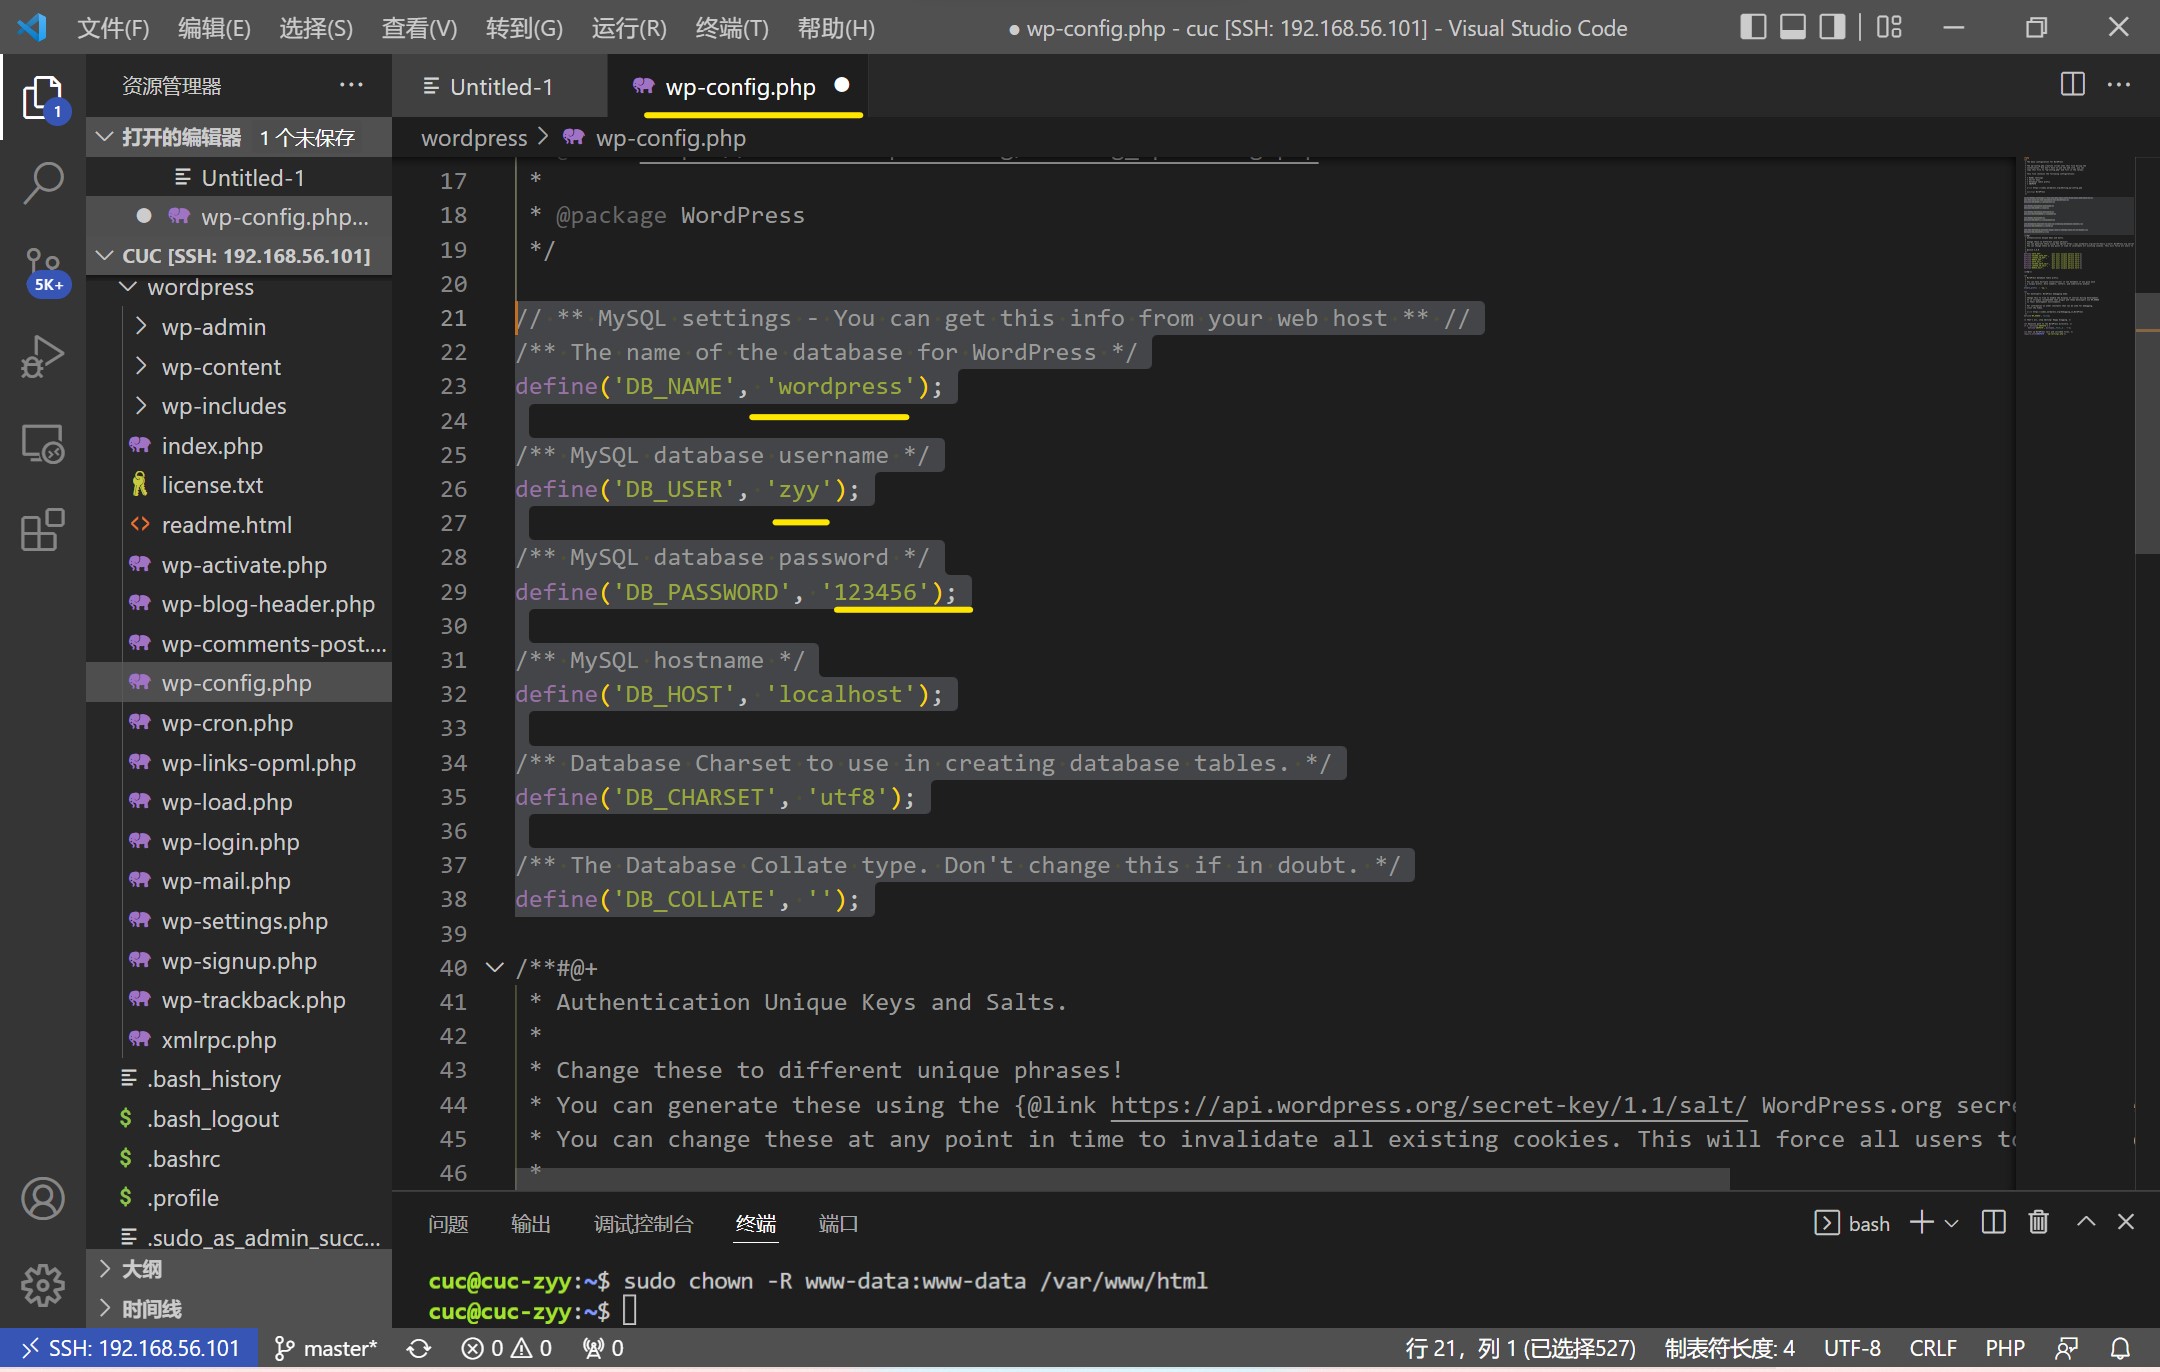 文件(F) 编辑(E) 选择(S) 查看(V) 转到(G) 运行(R) 终端(T) 帮助(H) ● wp-config.php - cuc [SSH: 192.168.56.101] - Visual Studio Code
资源管理器 ···
Untitled-1
wp-config.php ●
1
打开的编辑器 1 个未保存
Untitled-1
● wp-config.php...
CUC [SSH: 192.168.56.101]
5K+
wordpress
wp-admin
wp-content
wp-includes
index.php
license.txt
readme.html
wp-activate.php
wp-blog-header.php
wp-comments-post....
wp-config.php
wp-cron.php
wp-links-opml.php
wp-load.php
wp-login.php
wp-mail.php
wp-settings.php
wp-signup.php
wp-trackback.php
xmlrpc.php
.bash_history
.bash_logout
.bashrc
.profile
.sudo_as_admin_succ...
大纲
时间线
wordpress > wp-config.php
17 *
18 * @package WordPress
19 */
20
21 // ** MySQL settings - You can get this info from your web host ** //
22 /** The name of the database for WordPress */
23 define('DB_NAME', 'wordpress');
24
25 /** MySQL database username */
26 define('DB_USER', 'zyy');
27
28 /** MySQL database password */
29 define('DB_PASSWORD', '123456');
30
31 /** MySQL hostname */
32 define('DB_HOST', 'localhost');
33
34 /** Database Charset to use in creating database tables. */
35 define('DB_CHARSET', 'utf8');
36
37 /** The Database Collate type. Don't change this if in doubt. */
38 define('DB_COLLATE', '');
39
40 /**#@+
41 * Authentication Unique Keys and Salts.
42 *
43 * Change these to different unique phrases!
44 * You can generate these using the {@link https://api.wordpress.org/secret-key/1.1/salt/ WordPress.org secre
45 * You can change these at any point in time to invalidate all existing cookies. This will force all users to
46 *
问题 输出 调试控制台 终端 端口 bash
cuc@cuc-zyy:~$ sudo chown -R www-data:www-data /var/www/html
cuc@cuc-zyy:~$
SSH: 192.168.56.101 master* 0 0 0 行 21，列 1 (已选择527) 制表符长度: 4 UTF-8 CRLF PHP